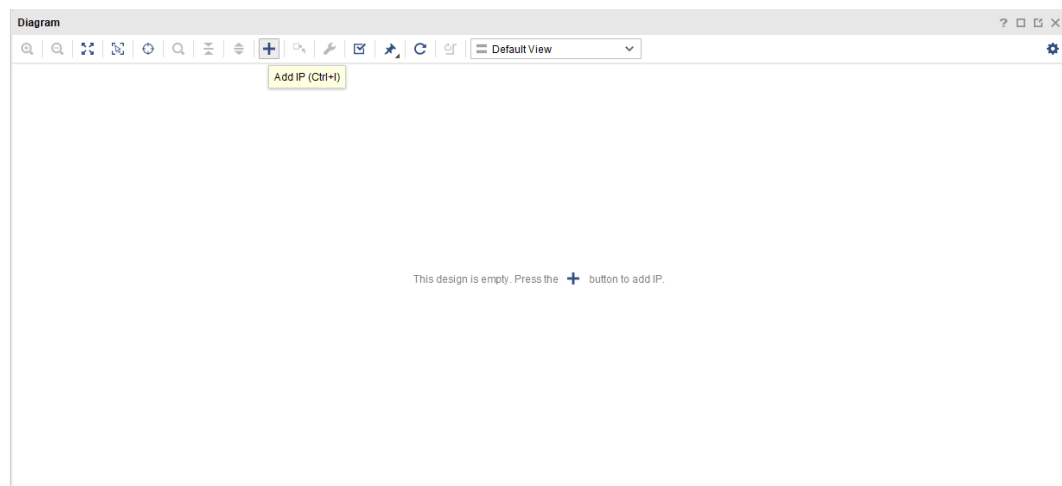 Diagram
Default View
Add IP (Ctrl+I)
This design is empty. Press the + button to add IP.